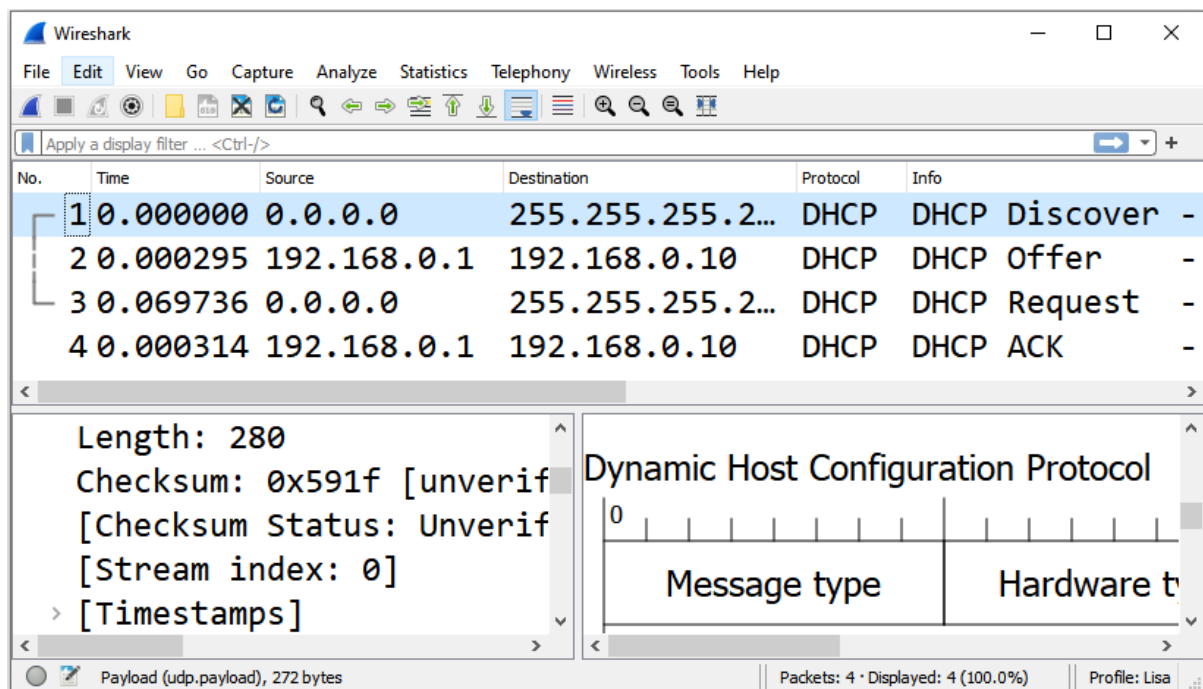 Wireshark
File Edit View Go Capture Analyze Statistics Telephony Wireless Tools Help
Apply a display filter ... <Ctrl-/>
No. Time Source Destination Protocol Info
1 0.000000 0.0.0.0 255.255.255.2… DHCP DHCP Discover -
2 0.000295 192.168.0.1 192.168.0.10 DHCP DHCP Offer -
3 0.069736 0.0.0.0 255.255.255.2… DHCP DHCP Request -
4 0.000314 192.168.0.1 192.168.0.10 DHCP DHCP ACK -
Length: 280
Checksum: 0x591f [unverif
[Checksum Status: Unverif
[Stream index: 0]
[Timestamps]
Dynamic Host Configuration Protocol
0
Message type Hardware ty
Payload (udp.payload), 272 bytes Packets: 4 · Displayed: 4 (100.0%) Profile: Lisa